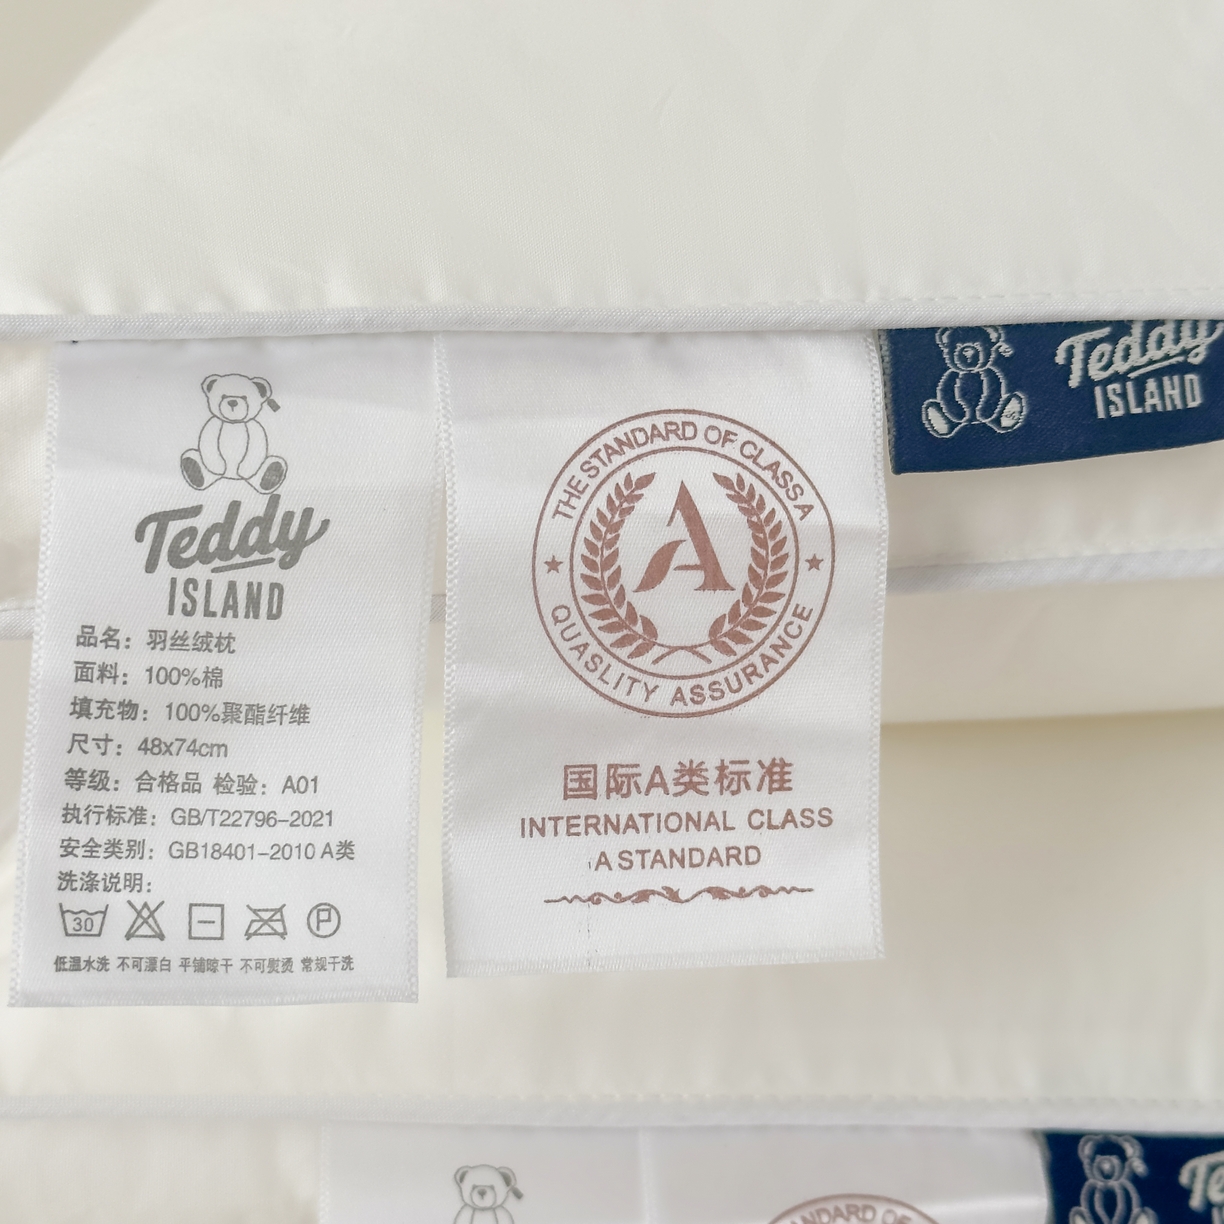 Teddy
ISLAND
品名：羽丝绒枕
面料：100%棉
填充物：100%聚酯纤维
尺寸：48x74cm
等级：合格品 检验：A01
执行标准：GB/T22796-2021
安全类别：GB18401-2010 A类
洗涤说明：
30
P
低温水洗 不可漂白 平铺晾干 不可熨烫 常规干洗
THE STANDARD OF CLASS A
A
QUASLITY ASSURANCE
国际A类标准
INTERNATIONAL CLASS
A STANDARD
Teddy
ISLAND
STANDARD OF